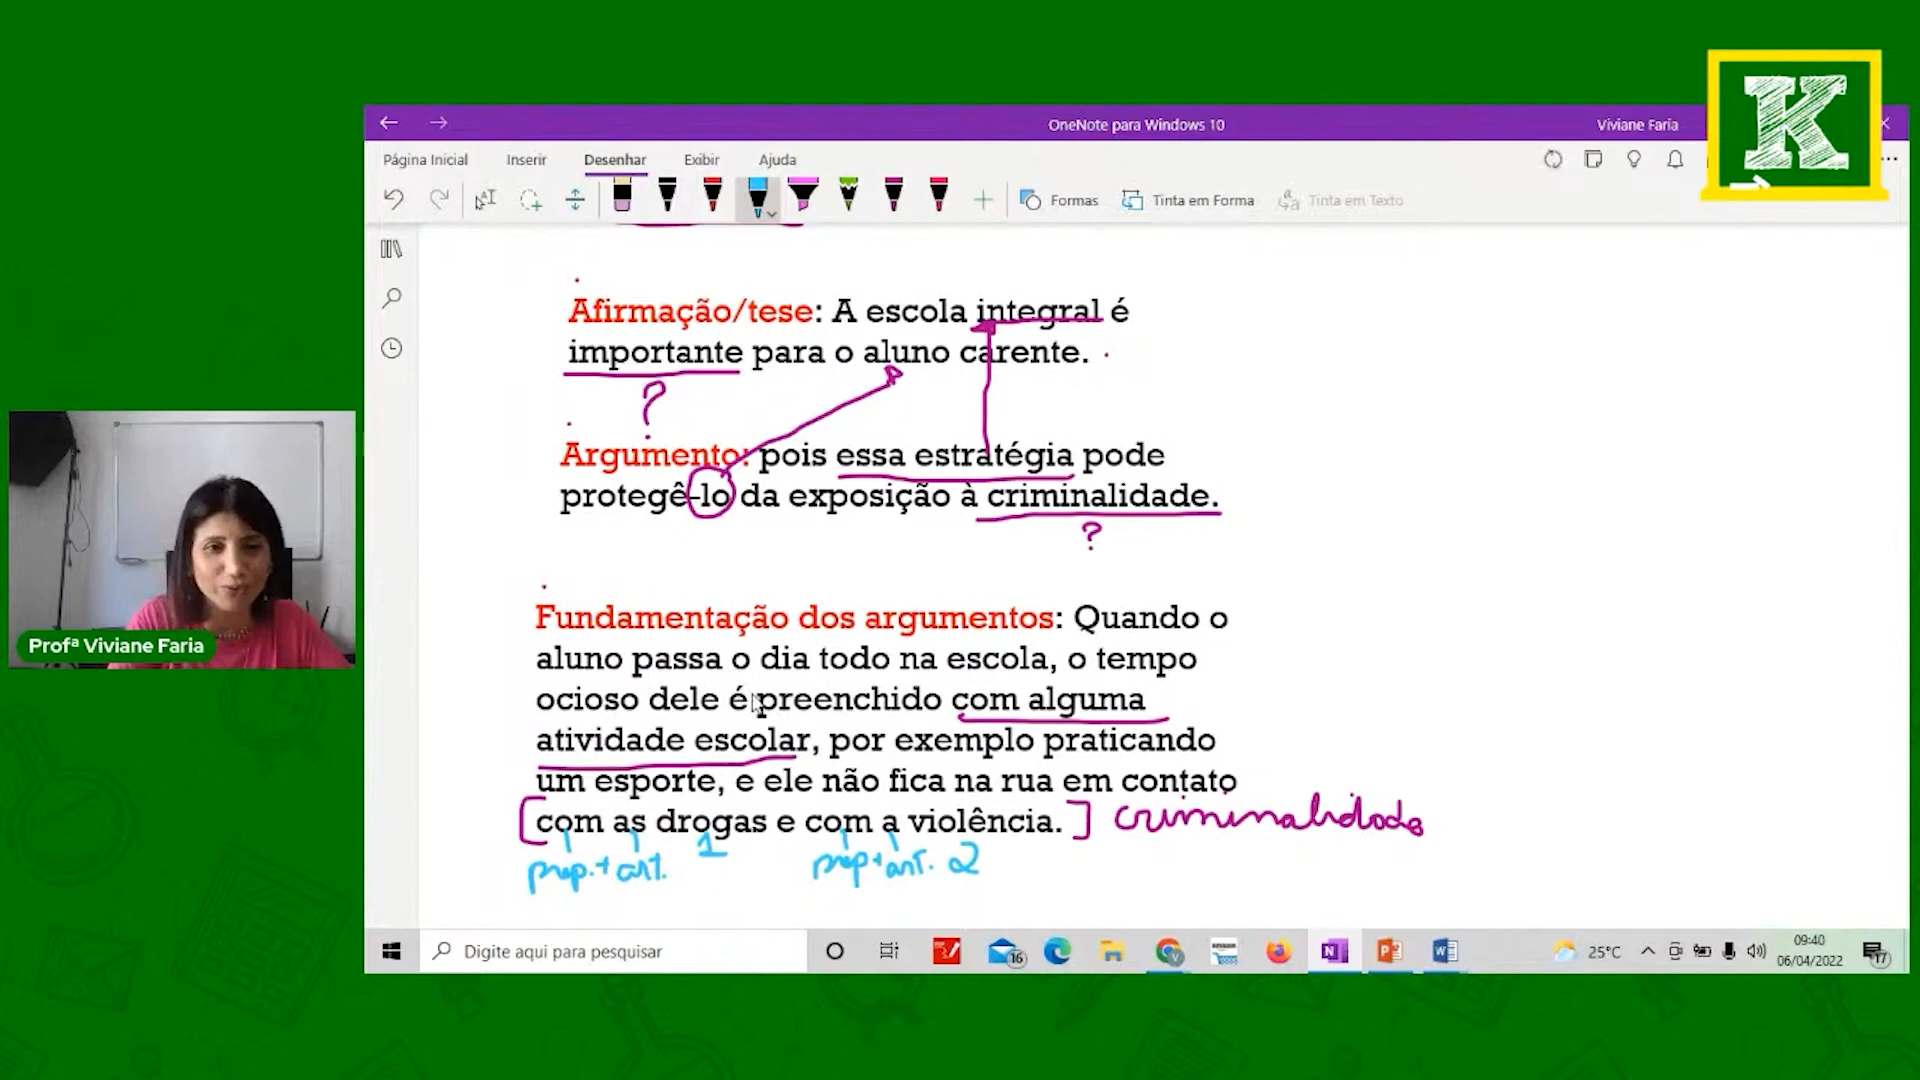 K
OneNote para Windows 10
Viviane Faria
Página Inicial Inserir Desenhar Exibir Ajuda
Formas Tinta em Forma Tinta em Texto
Afirmação/tese: A escola integral é
importante para o aluno carente.
?
Argumento: pois essa estratégia pode
protegê-lo da exposição à criminalidade.
?
Fundamentação dos argumentos: Quando o
aluno passa o dia todo na escola, o tempo
ocioso dele é preenchido com alguma
atividade escolar, por exemplo praticando
um esporte, e ele não fica na rua em contato
[com as drogas e com a violência.] criminalidade
prep. + art. 1 prep + art. 2
Profª Viviane Faria
Digite aqui para pesquisar
16
25°C
09:40
06/04/2022
17